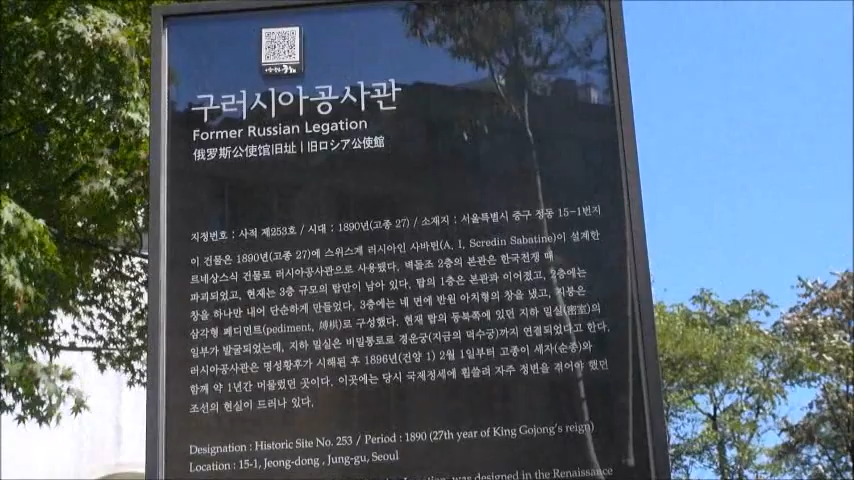 구러시아공사관
Former Russian Legation
俄罗斯公使馆旧址 | 旧ロシア公使館
지정번호 : 사적 제253호 / 시대 : 1890년(고종 27) / 소재지 : 서울특별시 중구 정동 15-1번지
이 건물은 1890년(고종 27)에 스위스계 러시아인 사바틴(A. I. Seredin Sabatine)이 설계한
르네상스식 건물로 러시아공사관으로 사용됐다. 벽돌조 2층의 본관은 한국전쟁 때
파괴되었고, 현재는 3층 규모의 탑만이 남아 있다. 탑의 1층은 본관과 이어졌고, 2층에는
창을 하나만 내어 단순하게 만들었다. 3층에는 네 면에 반원 아치형의 창을 냈고, 지붕은
삼각형 페디먼트(pediment, 博栱)로 구성했다. 현재 탑의 동북쪽에 있던 지하 밀실(密室)의
일부가 발굴되었는데, 지하 밀실은 비밀통로로 경운궁(지금의 덕수궁)까지 연결되었다고 한다.
러시아공사관은 명성황후가 시해된 후 1896년(건양 1) 2월 1일부터 고종이 세자(순종)와
함께 약 1년간 머물렀던 곳이다. 이곳에는 당시 국제정세에 휩쓸려 자주 정변을 겪어야 했던
조선의 현실이 드러나 있다.
Designation : Historic Site No. 253 / Period : 1890 (27th year of King Gojong's reign)
Location : 15-1, Jeong-dong, Jung-gu, Seoul
Legation, was designed in the Renaissance